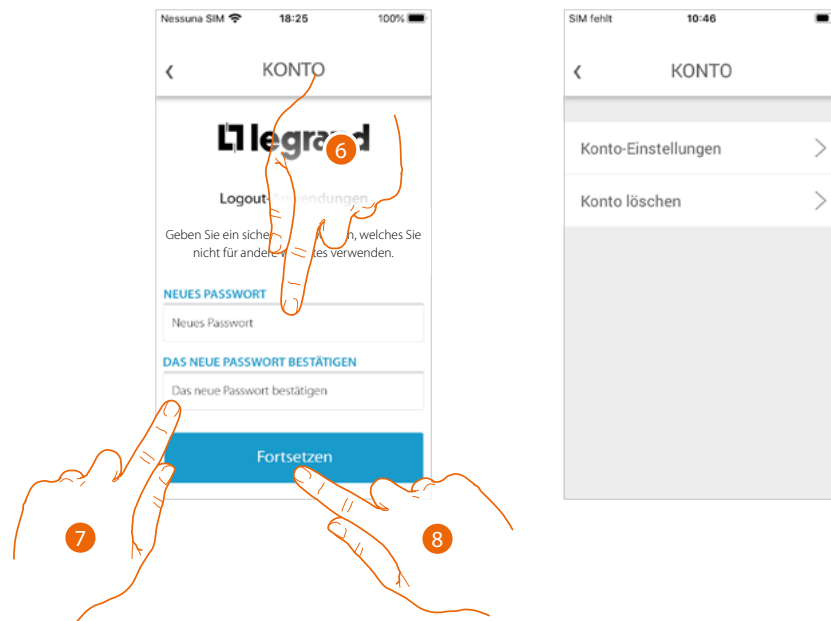 Nessuna SIM 18:25 100%
KONTO
legrand
6
Logout-
Geben Sie ein , welches Sie
nicht für verwenden.
NEUES PASSWORT
Neues Passwort
DAS NEUE PASSWORT BESTÄTIGEN
Das neue Passwort bestätigen
Fortsetzen
7
8
SIM fehlt 10:46
KONTO
Konto-Einstellungen
Konto löschen